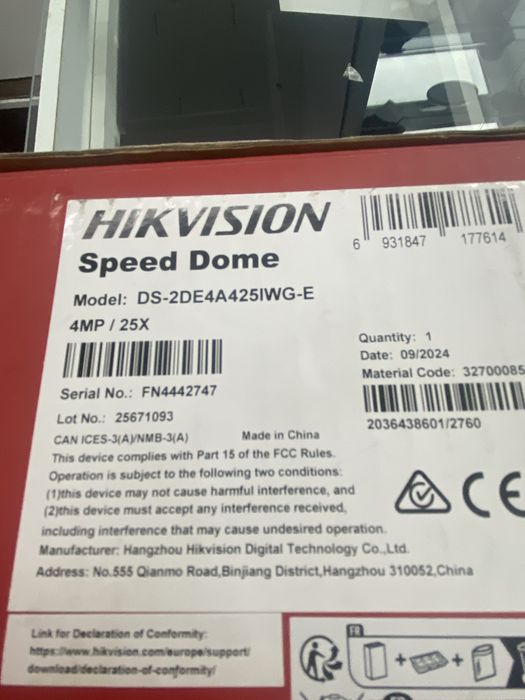 HIKVISION
Speed Dome
Model: DS-2DE4A425IWG-E
4MP / 25X
6 931847 177614
Quantity: 1
Date: 09/2024
Material Code: 32700085
2036438601/2760
Serial No.: FN4442747
Lot No.: 25671093
CAN ICES-3(A)/NMB-3(A) Made in China
This device complies with Part 15 of the FCC Rules.
Operation is subject to the following two conditions:
(1)this device may not cause harmful interference, and
(2)this device must accept any interference received,
including interference that may cause undesired operation.
Manufacturer: Hangzhou Hikvision Digital Technology Co.,Ltd.
Address: No.555 Qianmo Road,Binjiang District,Hangzhou 310052,China
CE
Link for Declaration of Conformity:
https://www.hikvision.com/europe/support/
download/declaration-of-conformity/
FR
+ +